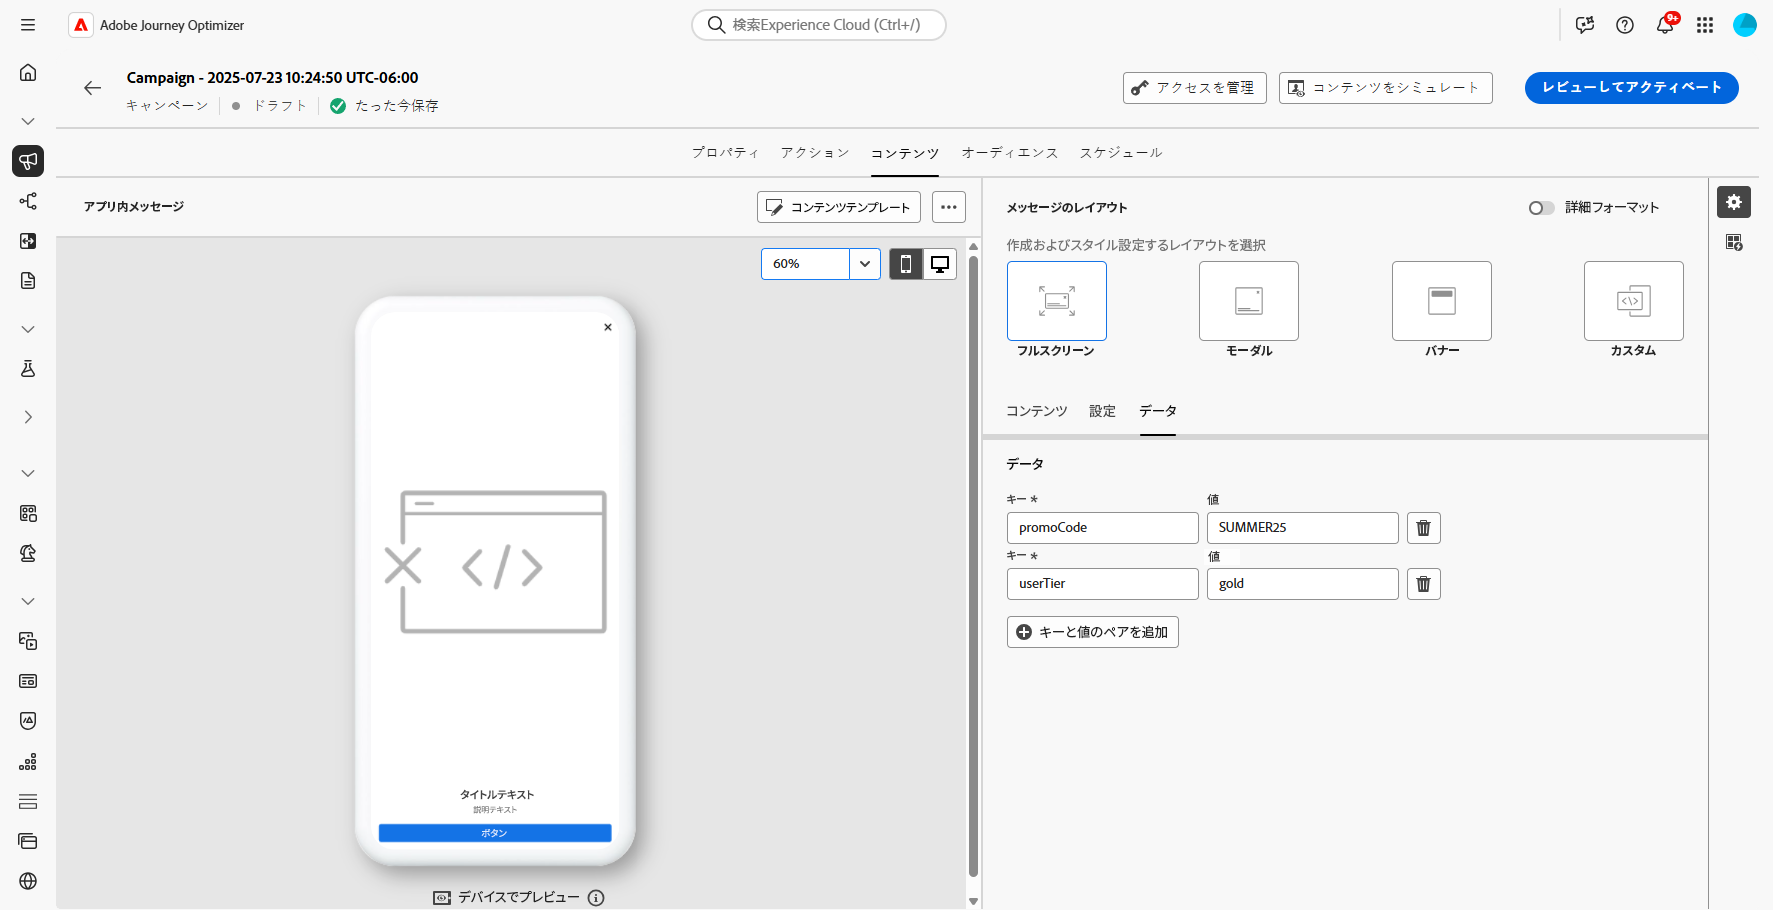 Adobe Journey Optimizer
検索Experience Cloud (Ctrl+/)
9+
Campaign - 2025-07-23 10:24:50 UTC-06:00
キャンペーン
ドラフト
たった今保存
アクセスを管理
コンテンツをシミュレート
レビューしてアクティベート
プロパティ
アクション
コンテンツ
オーディエンス
スケジュール
アプリ内メッセージ
コンテンツテンプレート
60%
タイトルテキスト
説明テキスト
ボタン
デバイスでプレビュー
メッセージのレイアウト
詳細フォーマット
作成およびスタイル設定するレイアウトを選択
フルスクリーン
モーダル
バナー
カスタム
コンテンツ
設定
データ
データ
キー *
値
promoCode
SUMMER25
キー *
値
userTier
gold
キーと値のペアを追加